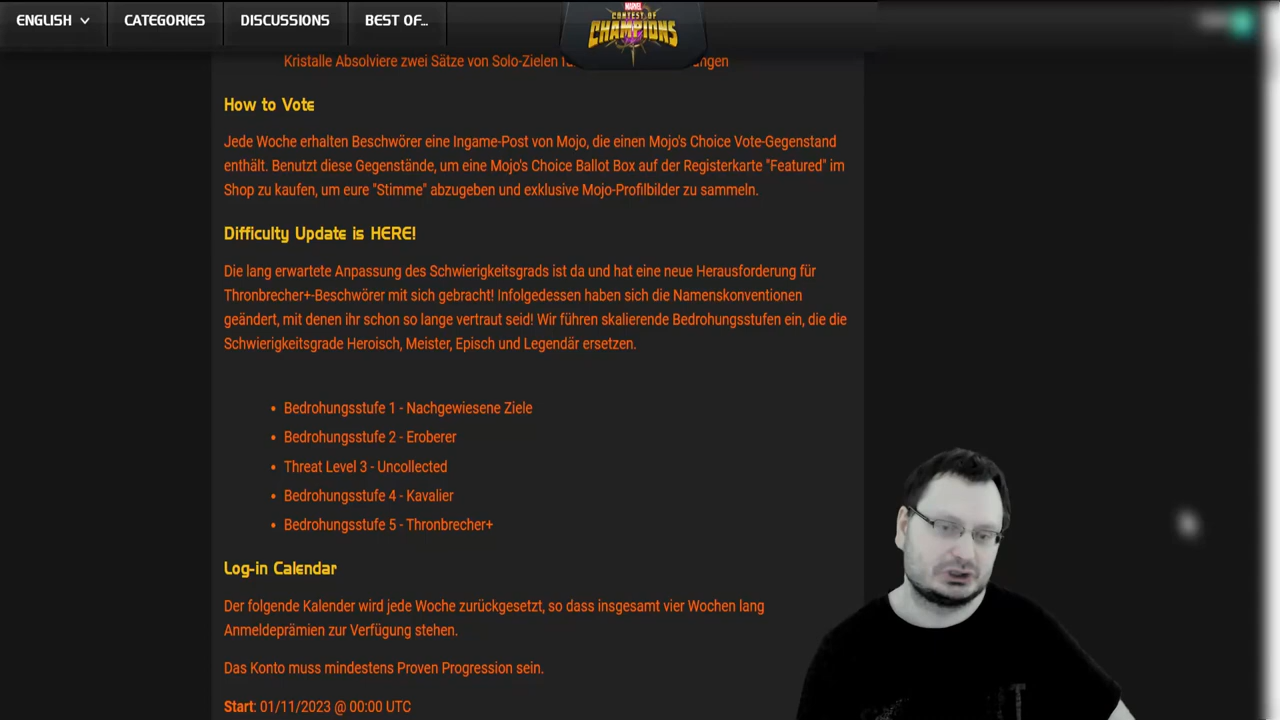 ENGLISH CATEGORIES DISCUSSIONS BEST OF...
MARVEL
CONTEST OF
CHAMPIONS
Kristalle Absolviere zwei Sätze von Solo-Zielen
How to Vote
Jede Woche erhalten Beschwörer eine Ingame-Post von Mojo, die einen Mojo's Choice Vote-Gegenstand
enthält. Benutzt diese Gegenstände, um eine Mojo's Choice Ballot Box auf der Registerkarte "Featured" im
Shop zu kaufen, um eure "Stimme" abzugeben und exklusive Mojo-Profilbilder zu sammeln.
Difficulty Update is HERE!
Die lang erwartete Anpassung des Schwierigkeitsgrads ist da und hat eine neue Herausforderung für
Thronbrecher+-Beschwörer mit sich gebracht! Infolgedessen haben sich die Namenskonventionen
geändert, mit denen ihr schon so lange vertraut seid! Wir führen skalierende Bedrohungsstufen ein, die die
Schwierigkeitsgrade Heroisch, Meister, Episch und Legendär ersetzen.
• Bedrohungsstufe 1 - Nachgewiesene Ziele
• Bedrohungsstufe 2 - Eroberer
• Threat Level 3 - Uncollected
• Bedrohungsstufe 4 - Kavalier
• Bedrohungsstufe 5 - Thronbrecher+
Log-in Calendar
Der folgende Kalender wird jede Woche zurückgesetzt, so dass insgesamt vier Wochen lang
Anmeldeprämien zur Verfügung stehen.
Das Konto muss mindestens Proven Progression sein.
Start: 01/11/2023 @ 00:00 UTC